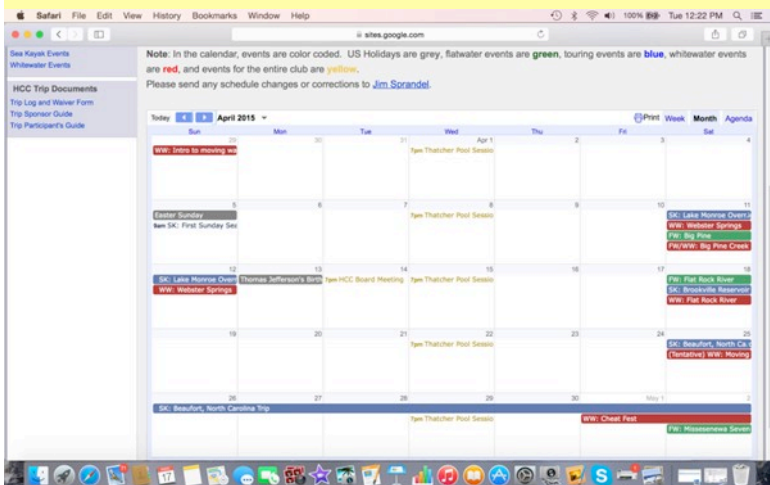 Safari File Edit View History Bookmarks Window Help 100% Tue 12:22 PM
sites.google.com
Sea Kayak Events
Whitewater Events
HCC Trip Documents
Trip Log and Waiver Form
Trip Sponsor Guide
Trip Participant's Guide
Note: In the calendar, events are color coded. US Holidays are grey, flatwater events are green, touring events are blue, whitewater events
are red, and events for the entire club are yellow.
Please send any schedule changes or corrections to Jim Sprandel.
Today April 2015 Print Week Month Agenda
Sun Mon Tue Wed Thu Fri Sat
29 30 31 Apr 1 2 3 4
WW: Intro to moving wa 7pm Thatcher Pool Sessio
5 6 7 8 9 10 11
Easter Sunday 7pm Thatcher Pool Sessio SK: Lake Monroe Overn
9am SK: First Sunday Sec WW: Webster Springs
FW: Big Pine
FW/WW: Big Pine Creek
12 13 14 15 16 17 18
SK: Lake Monroe Overn Thomas Jefferson's Birth 7pm HCC Board Meeting 7pm Thatcher Pool Sessio FW: Flat Rock River
WW: Webster Springs SK: Brookville Reservoir
WW: Flat Rock River
19 20 21 22 23 24 25
7pm Thatcher Pool Sessio SK: Beaufort, North Ca
(Tentative) WW: Moving
26 27 28 29 30 May 1 2
SK: Beaufort, North Carolina Trip
7pm Thatcher Pool Sessio WW: Cheat Fest
FW: Missesenewa Seven
17